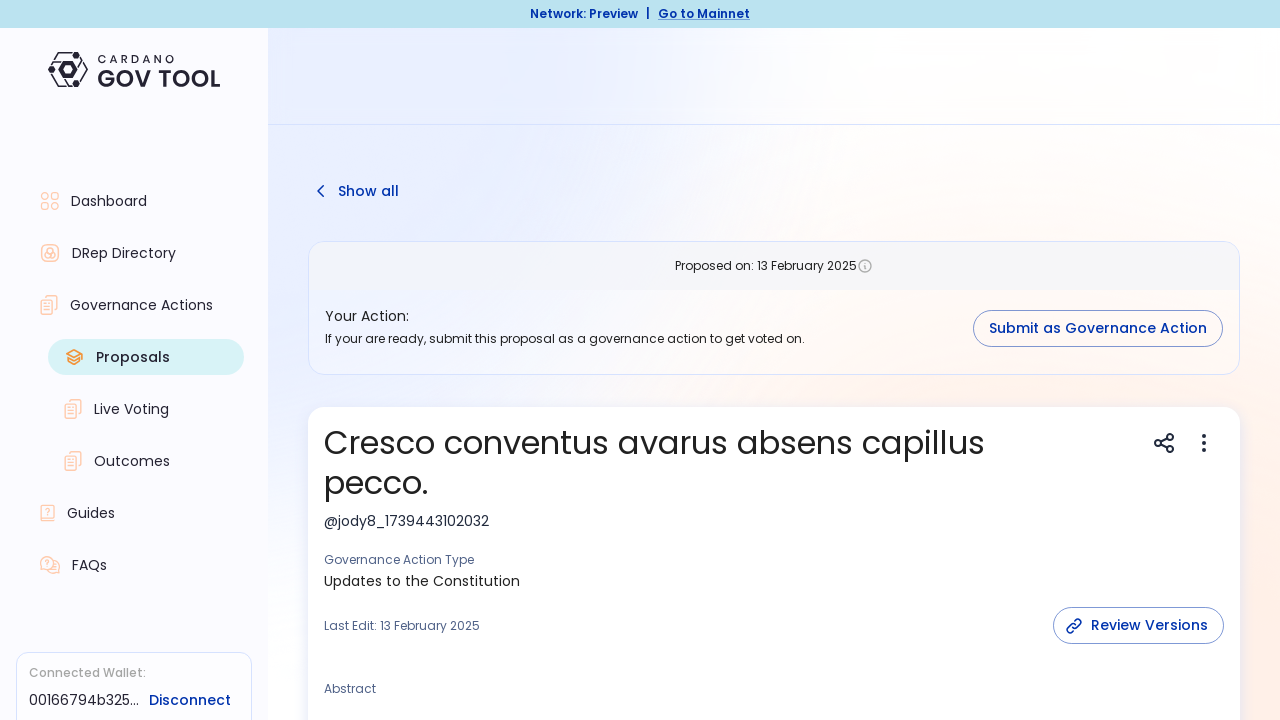 Network: Preview | Go to Mainnet
CARDANO
GOV TOOL
Dashboard
DRep Directory
Governance Actions
Proposals
Live Voting
Outcomes
Guides
FAQs
Connected Wallet:
00166794b325... Disconnect
Show all
Proposed on: 13 February 2025
Your Action:
If your are ready, submit this proposal as a governance action to get voted on.
Submit as Governance Action
Cresco conventus avarus absens capillus
pecco.
@jody8_1739443102032
Governance Action Type
Updates to the Constitution
Last Edit: 13 February 2025
Review Versions
Abstract